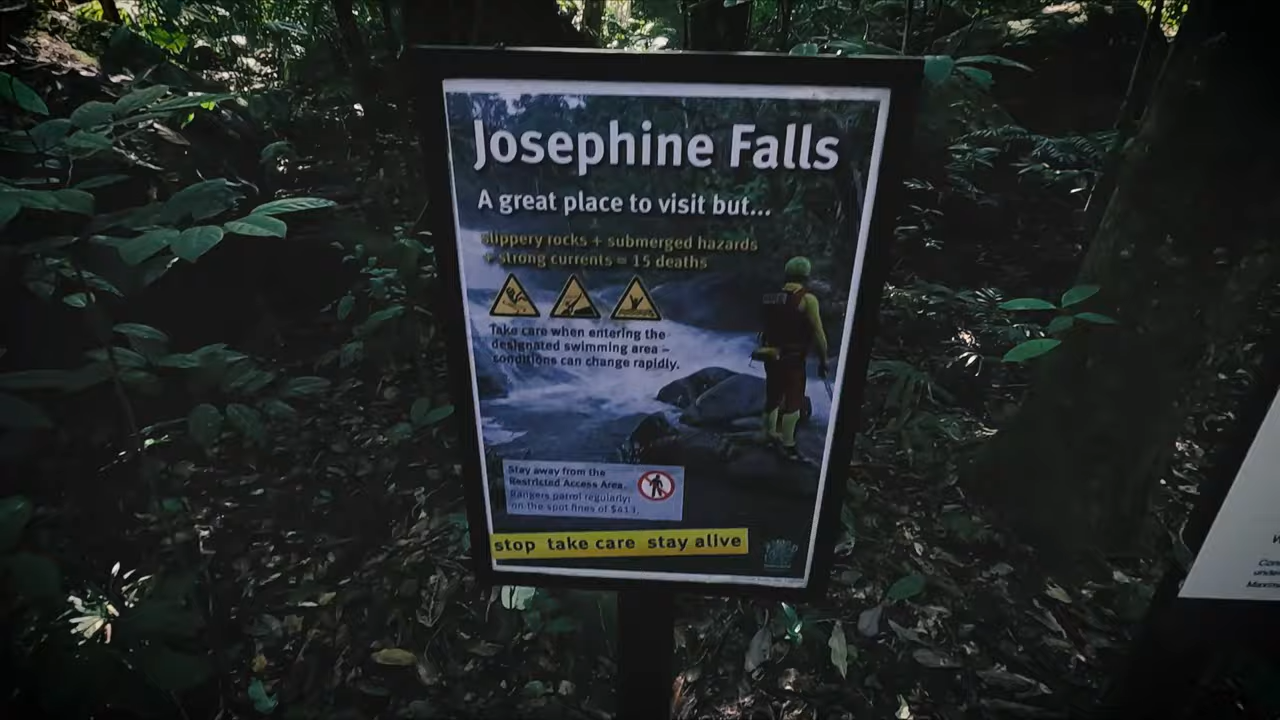 Josephine Falls
A great place to visit but...
slippery rocks + submerged hazards
+ strong currents = 15 deaths
Take care when entering the
designated swimming area –
conditions can change rapidly.
Stay away from the
Restricted Access Area.
Rangers patrol regularly:
on the spot fines of $613.
stop take care stay alive